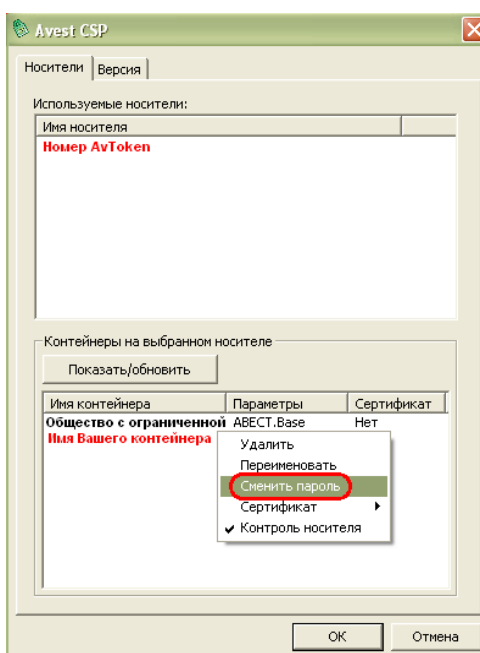 Avest CSP
Носители Версия
Используемые носители:
Имя носителя
Номер AvToken
Контейнеры на выбранном носителе
Показать/обновить
Имя контейнера Параметры Сертификат
Общество с ограниченной АВЕСТ.Base Нет
Имя Вашего контейнера
Удалить
Переименовать
Сменить пароль
Сертификат
Контроль носителя
ОК Отмена